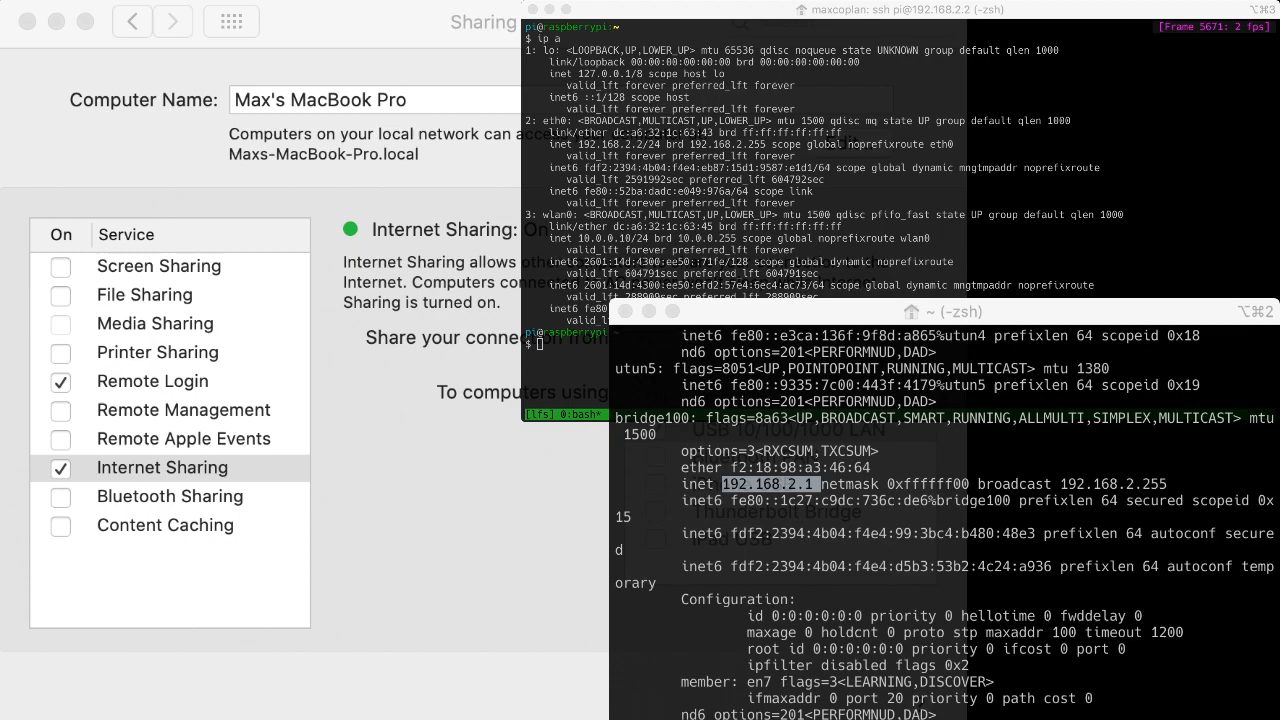 Sharing
Computer Name:
Max's MacBook Pro
Computers on your local network can acc
Maxs-MacBook-Pro.local
Edit...
On
Service
Screen Sharing
File Sharing
Media Sharing
Printer Sharing
Remote Login
Remote Management
Remote Apple Events
Internet Sharing
Bluetooth Sharing
Content Caching
Internet Sharing: On
Internet Sharing allows othe
Internet. Computers conn
Sharing is turned on.
Share your connection from
To computers using
USB 10/100/1000 LAN
Thunderbolt Bridge
iPad USB
maxcoplan: ssh pi@192.168.2.2 (-zsh)
⌥⌘3
pi@raspberrypi:~
[Frame 5671: 2 fps]
$ ip a
1: lo: <LOOPBACK,UP,LOWER_UP> mtu 65536 qdisc noqueue state UNKNOWN group default qlen 1000
link/loopback 00:00:00:00:00:00 brd 00:00:00:00:00:00
inet 127.0.0.1/8 scope host lo
valid_lft forever preferred_lft forever
inet6 ::1/128 scope host
valid_lft forever preferred_lft forever
2: eth0: <BROADCAST,MULTICAST,UP,LOWER_UP> mtu 1500 qdisc mq state UP group default qlen 1000
link/ether dc:a6:32:1c:63:43 brd ff:ff:ff:ff:ff:ff
inet 192.168.2.2/24 brd 192.168.2.255 scope global noprefixroute eth0
valid_lft forever preferred_lft forever
inet6 fdf2:2394:4b04:f4e4:eb87:15d1:9587:e1d1/64 scope global dynamic mngtmpaddr noprefixroute
valid_lft 2591992sec preferred_lft 604792sec
inet6 fe80::52ba:dadc:e049:976a/64 scope link
valid_lft forever preferred_lft forever
3: wlan0: <BROADCAST,MULTICAST,UP,LOWER_UP> mtu 1500 qdisc pfifo_fast state UP group default qlen 1000
link/ether dc:a6:32:1c:63:45 brd ff:ff:ff:ff:ff:ff
inet 10.0.0.10/24 brd 10.0.0.255 scope global noprefixroute wlan0
valid_lft forever preferred_lft forever
inet6 2601:14d:4300:ee50::71fe/128 scope global dynamic noprefixroute
valid_lft 604791sec preferred_lft 604791sec
inet6 2601:14d:4300:ee50:efd2:57e4:6ec4:ac73/64 scope global dynamic mngtmpaddr noprefixroute
valid_lft 288909sec preferred_lft 288909sec
inet6 fe80
valid_l
pi@raspberrypi
$
[lfs] 0:bash*
~ (-zsh)
⌥⌘2
inet6 fe80::e3ca:136f:9f8d:a865%utun4 prefixlen 64 scopeid 0x18
nd6 options=201<PERFORMNUD,DAD>
utun5: flags=8051<UP,POINTOPOINT,RUNNING,MULTICAST> mtu 1380
inet6 fe80::9335:7c00:443f:4179%utun5 prefixlen 64 scopeid 0x19
nd6 options=201<PERFORMNUD,DAD>
bridge100: flags=8a63<UP,BROADCAST,SMART,RUNNING,ALLMULTI,SIMPLEX,MULTICAST> mtu
1500
options=3<RXCSUM,TXCSUM>
ether f2:18:98:a3:46:64
inet 192.168.2.1 netmask 0xffffff00 broadcast 192.168.2.255
inet6 fe80::1c27:c9dc:736c:de6%bridge100 prefixlen 64 secured scopeid 0x
15
inet6 fdf2:2394:4b04:f4e4:99:3bc4:b480:48e3 prefixlen 64 autoconf secure
d
inet6 fdf2:2394:4b04:f4e4:d5b3:53b2:4c24:a936 prefixlen 64 autoconf temp
orary
Configuration:
id 0:0:0:0:0:0 priority 0 hellotime 0 fwddelay 0
maxage 0 holdcnt 0 proto stp maxaddr 100 timeout 1200
root id 0:0:0:0:0:0 priority 0 ifcost 0 port 0
ipfilter disabled flags 0x2
member: en7 flags=3<LEARNING,DISCOVER>
ifmaxaddr 0 port 20 priority 0 path cost 0
nd6 options=201<PERFORMNUD,DAD>